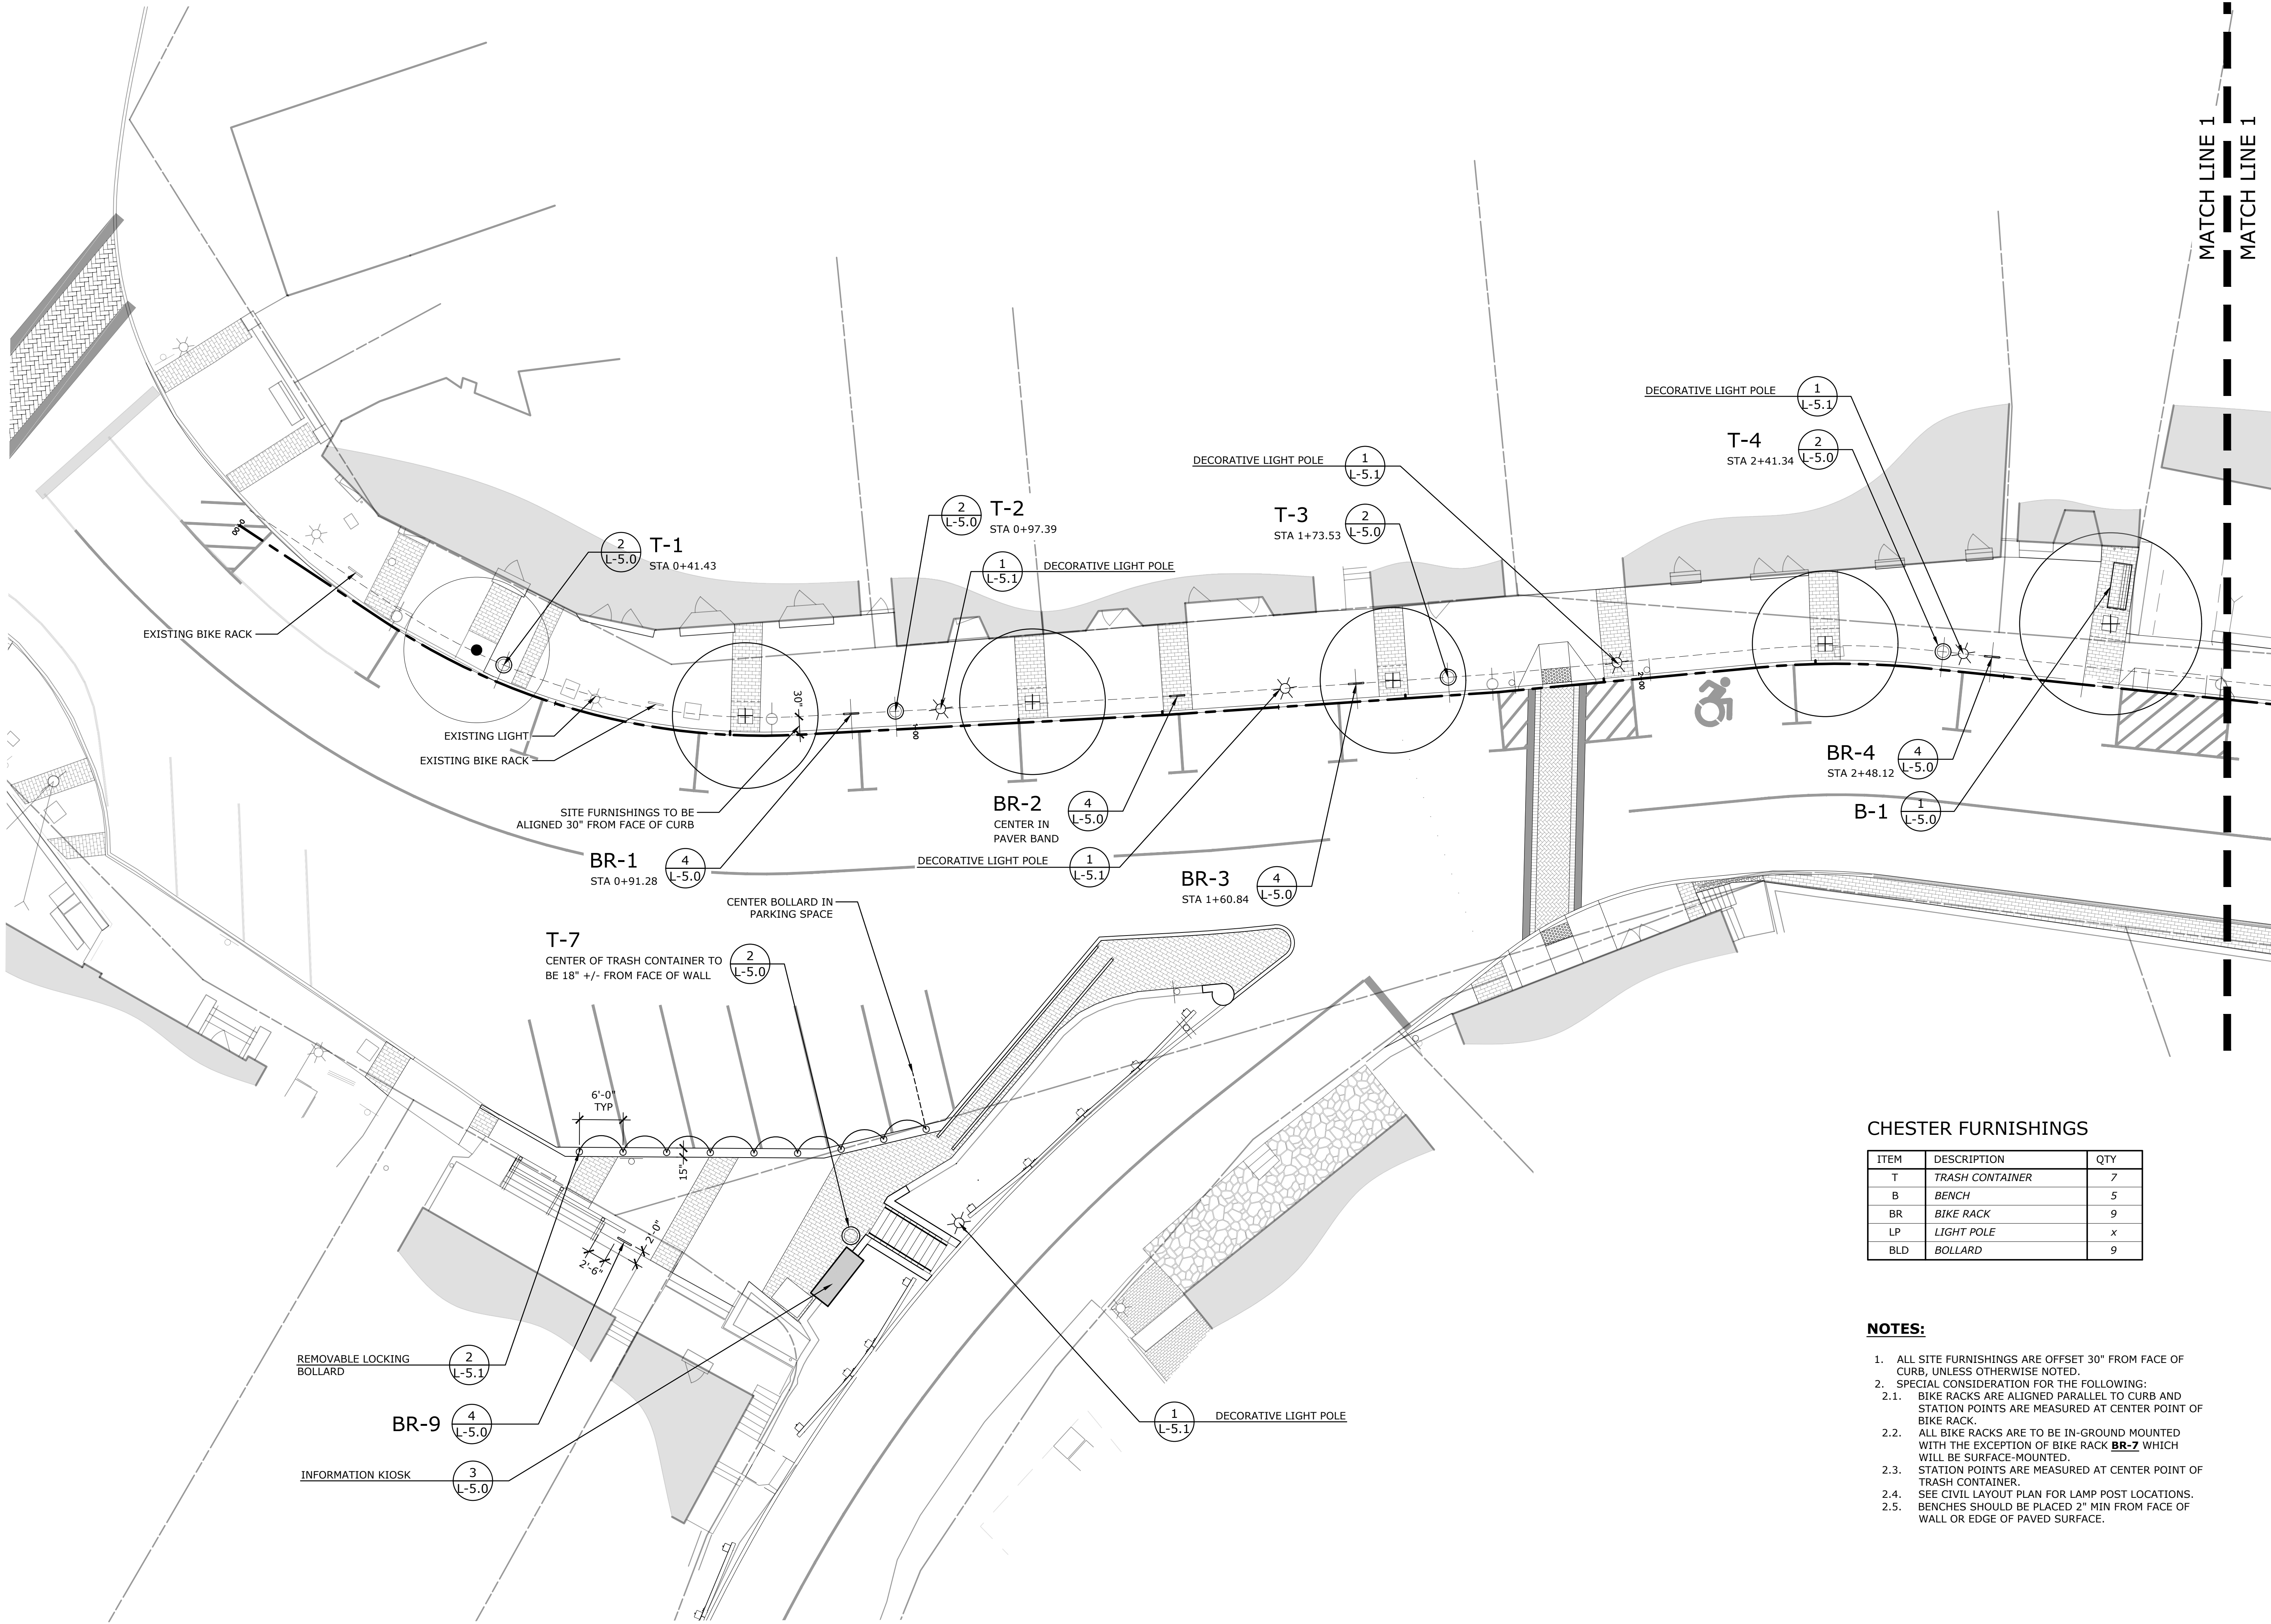 MATCH LINE 1
MATCH LINE 1
DECORATIVE LIGHT POLE
1
L-5.1
T-4
STA 2+41.34
2
L-5.0
DECORATIVE LIGHT POLE
1
L-5.1
T-3
STA 1+73.53
2
L-5.0
2
L-5.0
T-2
STA 0+97.39
1
L-5.1
DECORATIVE LIGHT POLE
2
L-5.0
T-1
STA 0+41.43
0+00
EXISTING BIKE RACK
30"
1+00
2+00
EXISTING LIGHT
EXISTING BIKE RACK
SITE FURNISHINGS TO BE
ALIGNED 30" FROM FACE OF CURB
BR-1
STA 0+91.28
4
L-5.0
BR-2
CENTER IN
PAVER BAND
4
L-5.0
DECORATIVE LIGHT POLE
1
L-5.1
BR-3
STA 1+60.84
4
L-5.0
BR-4
STA 2+48.12
4
L-5.0
B-1
1
L-5.0
CENTER BOLLARD IN
PARKING SPACE
T-7
CENTER OF TRASH CONTAINER TO
BE 18" +/- FROM FACE OF WALL
2
L-5.0
6'-0"
TYP
15"
2'-0"
2'-6"
REMOVABLE LOCKING
BOLLARD
2
L-5.1
BR-9
4
L-5.0
INFORMATION KIOSK
3
L-5.0
1
L-5.1
DECORATIVE LIGHT POLE
CHESTER FURNISHINGS
ITEM DESCRIPTION QTY
T TRASH CONTAINER 7
B BENCH 5
BR BIKE RACK 9
LP LIGHT POLE x
BLD BOLLARD 9
NOTES:
1. ALL SITE FURNISHINGS ARE OFFSET 30" FROM FACE OF
CURB, UNLESS OTHERWISE NOTED.
2. SPECIAL CONSIDERATION FOR THE FOLLOWING:
2.1. BIKE RACKS ARE ALIGNED PARALLEL TO CURB AND
STATION POINTS ARE MEASURED AT CENTER POINT OF
BIKE RACK.
2.2. ALL BIKE RACKS ARE TO BE IN-GROUND MOUNTED
WITH THE EXCEPTION OF BIKE RACK BR-7 WHICH
WILL BE SURFACE-MOUNTED.
2.3. STATION POINTS ARE MEASURED AT CENTER POINT OF
TRASH CONTAINER.
2.4. SEE CIVIL LAYOUT PLAN FOR LAMP POST LOCATIONS.
2.5. BENCHES SHOULD BE PLACED 2" MIN FROM FACE OF
WALL OR EDGE OF PAVED SURFACE.